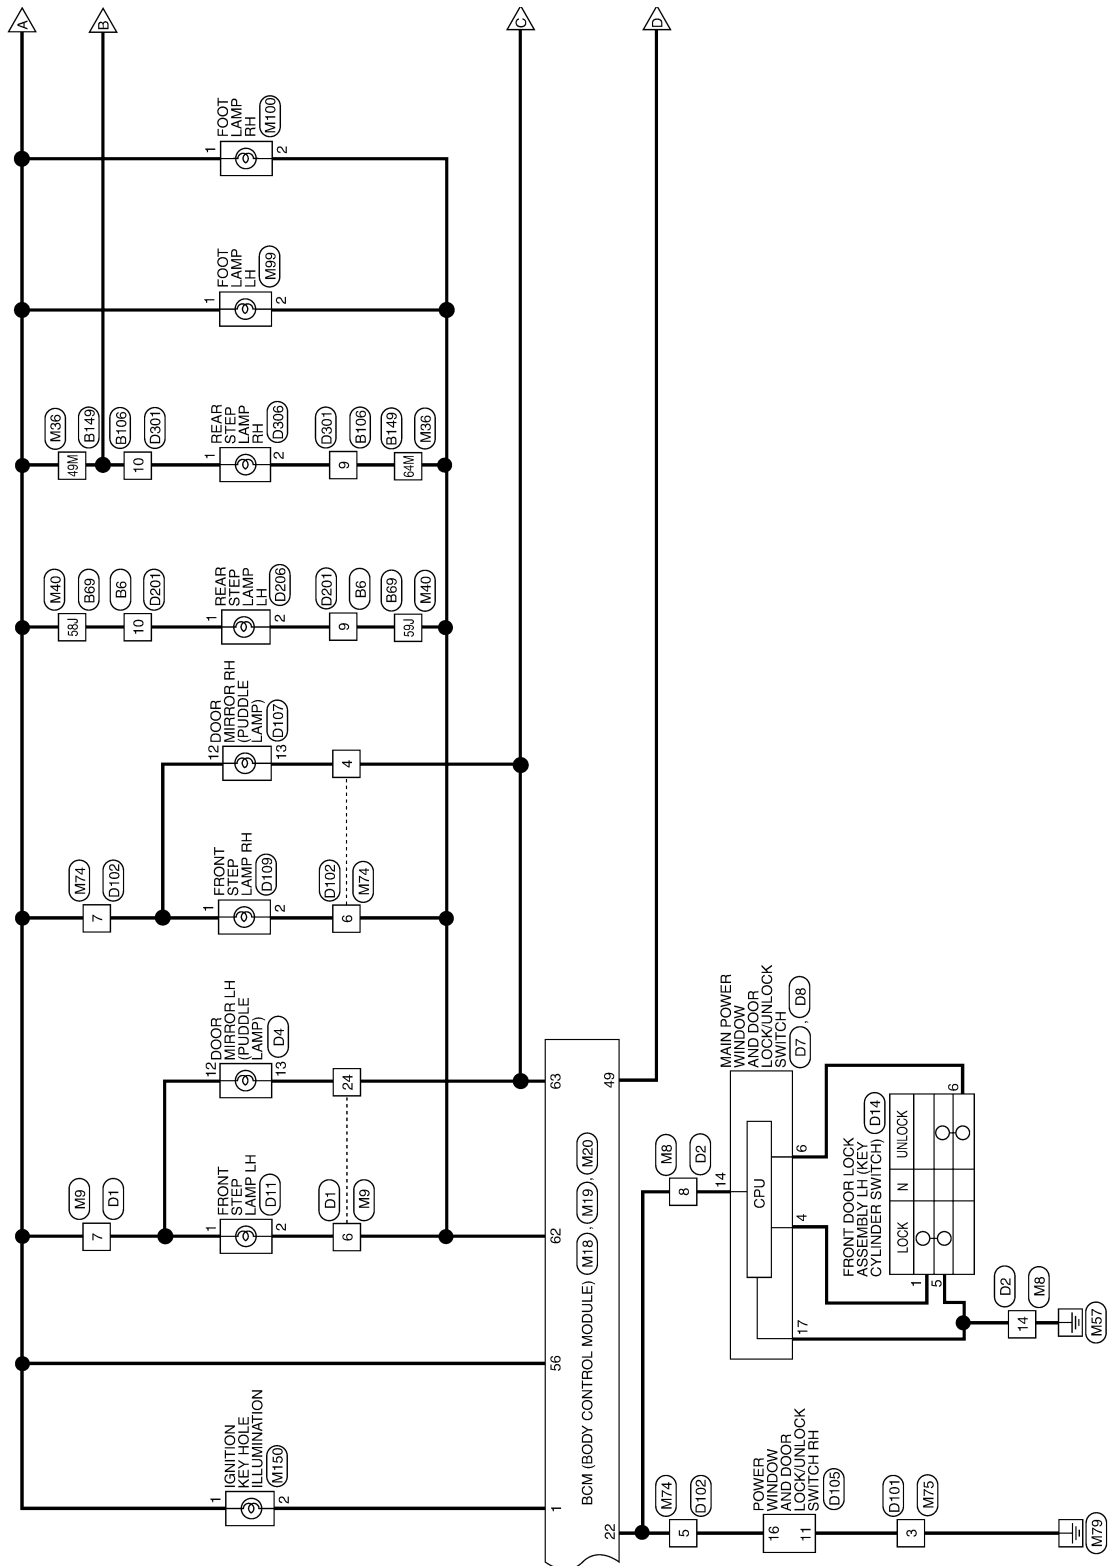 A
B
C
D
1
FOOT
LAMP
RH
M100
2
1
FOOT
LAMP
LH
M99
2
M36
B149
B106
D301
49M
10
1
REAR
STEP
LAMP
RH
D306
2
D301
B106
B149
M36
9
64M
M40
B69
B6
D201
58J
10
1
REAR
STEP
LAMP
LH
D206
2
D201
B6
B69
M40
9
59J
12
DOOR
MIRROR RH
(PUDDLE
LAMP)
D107
13
4
M74
D102
7
1
FRONT
STEP
LAMP RH
D109
2
D102
M74
6
12
DOOR
MIRROR LH
(PUDDLE
LAMP)
D4
13
24
M9
D1
7
1
FRONT
STEP
LAMP LH
D11
2
D1
M9
6
1
IGNITION
KEY HOLE
ILLUMINATION
M150
2
63
62
56
1
BCM (BODY CONTROL MODULE) M18 , M19 , M20
49
22
M8
D2
8
14
MAIN POWER
WINDOW
AND DOOR
LOCK/UNLOCK
SWITCH
D7 , D8
CPU
6
4
17
FRONT DOOR LOCK
ASSEMBLY LH (KEY
CYLINDER SWITCH) D14
LOCK N UNLOCK
6
1
5
D2
M8
14
M57
M74
D102
5
POWER
WINDOW
AND DOOR
LOCK/UNLOCK
SWITCH RH
D105
16
11
D101
M75
3
M79